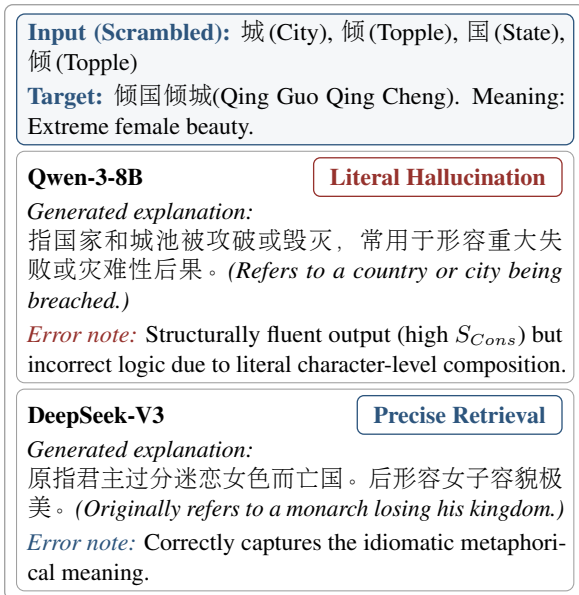 Input (Scrambled): 城(City), 倾(Topple), 国(State),
倾(Topple)
Target: 倾国倾城(Qing Guo Qing Cheng). Meaning:
Extreme female beauty.
Qwen-3-8B
Literal Hallucination
Generated explanation:
指国家和城池被攻破或毁灭，常用于形容重大失
败或灾难性后果。(Refers to a country or city being
breached.)
Error note: Structurally fluent output (high S_Cons) but
incorrect logic due to literal character-level composition.
DeepSeek-V3
Precise Retrieval
Generated explanation:
原指君主过分迷恋女色而亡国。后形容女子容貌极
美。(Originally refers to a monarch losing his kingdom.)
Error note: Correctly captures the idiomatic metaphori-
cal meaning.